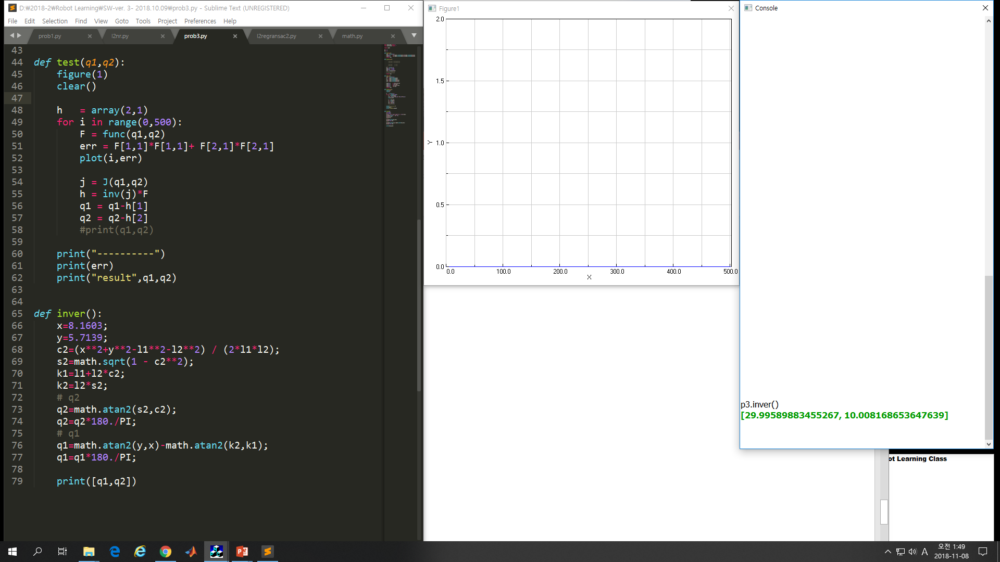 D:₩2018-2₩Robot Learning₩SW-ver. 3- 2018.10.09₩prob3.py - Sublime Text (UNREGISTERED)
File Edit Selection Find View Goto Tools Project Preferences Help
prob1.py l2nr.py prob3.py l2regransac2.py math.py
43
44 def test(q1,q2):
45 figure(1)
46 clear()
47
48 h = array(2,1)
49 for i in range(0,500):
50 F = func(q1,q2)
51 err = F[1,1]*F[1,1]+ F[2,1]*F[2,1]
52 plot(i,err)
53
54 j = J(q1,q2)
55 h = inv(j)*F
56 q1 = q1-h[1]
57 q2 = q2-h[2]
58 #print(q1,q2)
59
60 print("----------")
61 print(err)
62 print("result",q1,q2)
63
64
65 def inver():
66 x=8.1603;
67 y=5.7139;
68 c2=(x**2+y**2-l1**2-l2**2) / (2*l1*l2);
69 s2=math.sqrt(1 - c2**2);
70 k1=l1+l2*c2;
71 k2=l2*s2;
72 # q2
73 q2=math.atan2(s2,c2);
74 q2=q2*180./PI;
75 # q1
76 q1=math.atan2(y,x)-math.atan2(k2,k1);
77 q1=q1*180./PI;
78
79 print([q1,q2])
Figure1
2.0
1.5
Y 1.0
0.5
0.0
0.0 100.0 200.0 300.0 400.0 500.0
X
Console
p3.inver()
[29.99589883455267, 10.008168653647639]
ot Learning Class
A
오전 1:49
2018-11-08